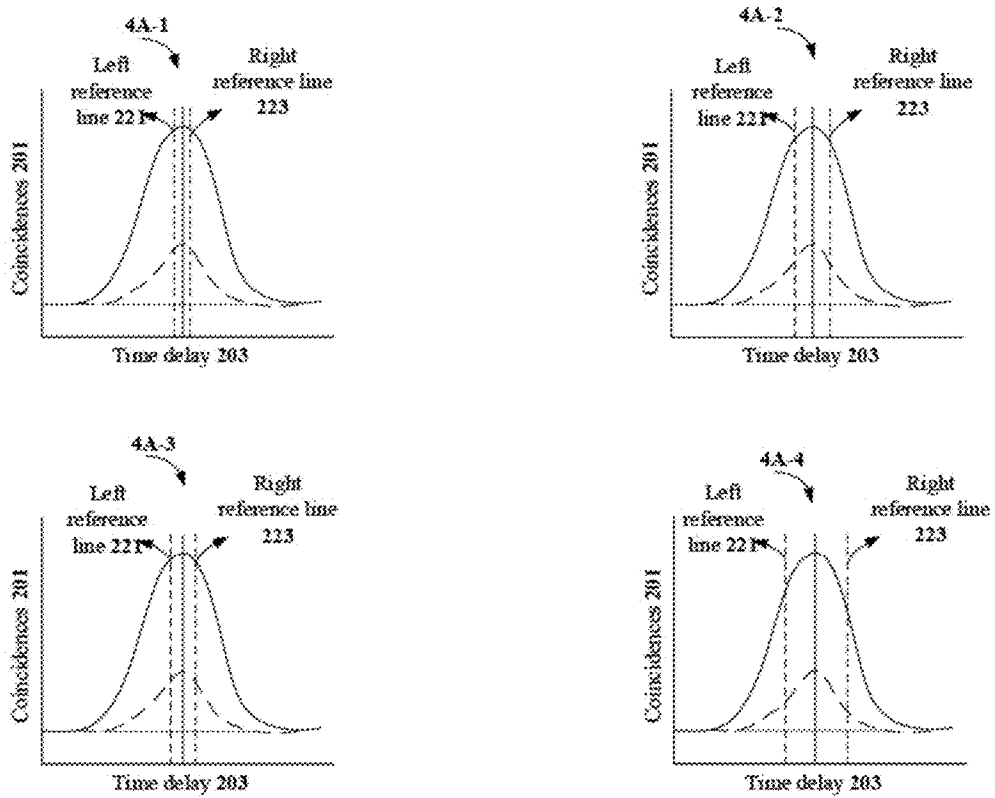 4A-1
Left
reference
line 221
Right
reference line
223
Coincidences 201
Time delay 203
4A-2
Left
reference
line 221
Right
reference line
223
Coincidences 201
Time delay 203
4A-3
Left
reference
line 221
Right
reference line
223
Coincidences 201
Time delay 203
4A-4
Left
reference
line 221
Right
reference line
223
Coincidences 201
Time delay 203